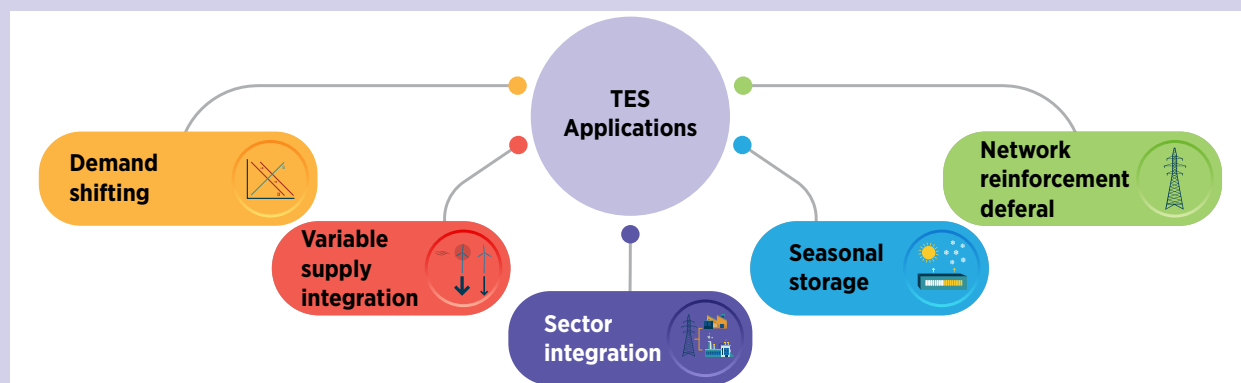 TES
Applications
Demand
shifting
Variable
supply
integration
Sector
integration
Seasonal
storage
Network
reinforcement
deferal